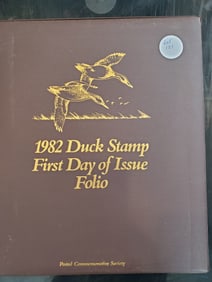 1982 Duck Stamp
First Day of Issue
Folio
Postal Commemorative Society